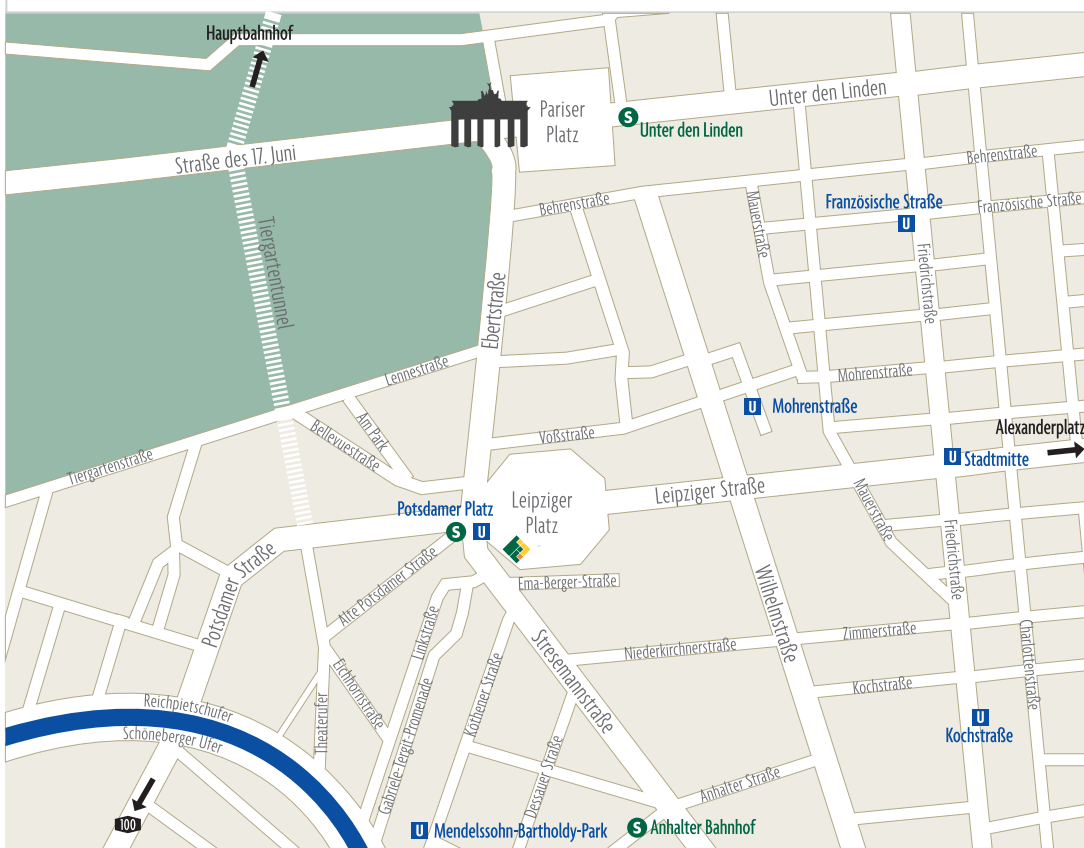 Hauptbahnhof
Pariser
Platz
S
Unter den Linden
Unter den Linden
Straße des 17. Juni
Behrenstraße
Behrenstraße
Mauerstraße
Französische Straße
U
Französische Straße
Tiergartentunnel
Friedrichstraße
Ebertstraße
Lennestraße
Mohrenstraße
U
Mohrenstraße
Am Park
Bellevuestraße
Voßstraße
Alexanderplatz
U
Stadtmitte
Tiergartenstraße
Leipziger
Platz
Leipziger Straße
Mauerstraße
Potsdamer Platz
S
U
Friedrichstraße
Potsdamer Straße
Alte Potsdamer Straße
Ema-Berger-Straße
Wilhelmstraße
Linkstraße
Stresemannstraße
Niederkirchnerstraße
Zimmerstraße
Charlottenstraße
Eichhornstraße
Köthener Straße
Kochstraße
Reichpietschufer
Theaterufer
Gabriele-Tergit-Promenade
U
Kochstraße
Schöneberger Ufer
Dessauer Straße
Anhalter Straße
100
U
Mendelssohn-Bartholdy-Park
S
Anhalter Bahnhof